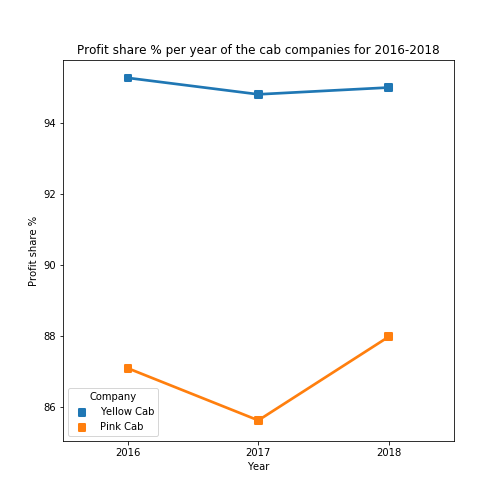 Profit share % per year of the cab companies for 2016-2018
Profit share %
94
92
90
88
86
Company
Yellow Cab
Pink Cab
2016
2017
2018
Year